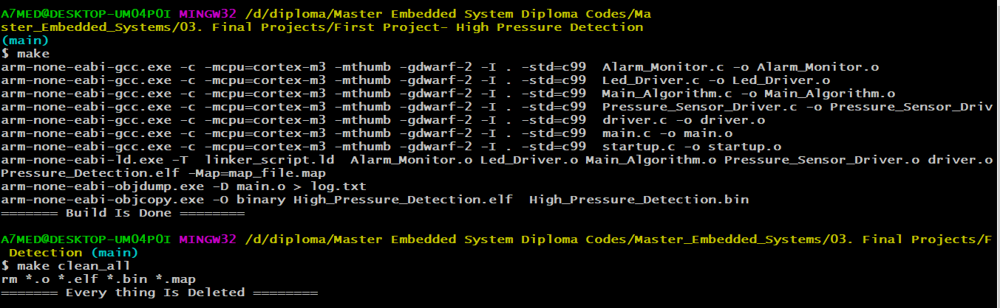 A7MED@DESKTOP-UM04P0I MINGW32 /d/diploma/Master Embedded System Diploma Codes/Ma
ster_Embedded_Systems/03. Final Projects/First Project- High Pressure Detection
(main)
$ make
arm-none-eabi-gcc.exe -c -mcpu=cortex-m3 -mthumb -gdwarf-2 -I . -std=c99  Alarm_Monitor.c -o Alarm_Monitor.o
arm-none-eabi-gcc.exe -c -mcpu=cortex-m3 -mthumb -gdwarf-2 -I . -std=c99  Led_Driver.c -o Led_Driver.o
arm-none-eabi-gcc.exe -c -mcpu=cortex-m3 -mthumb -gdwarf-2 -I . -std=c99  Main_Algorithm.c -o Main_Algorithm.o
arm-none-eabi-gcc.exe -c -mcpu=cortex-m3 -mthumb -gdwarf-2 -I . -std=c99  Pressure_Sensor_Driver.c -o Pressure_Sensor_Driv
arm-none-eabi-gcc.exe -c -mcpu=cortex-m3 -mthumb -gdwarf-2 -I . -std=c99  driver.c -o driver.o
arm-none-eabi-gcc.exe -c -mcpu=cortex-m3 -mthumb -gdwarf-2 -I . -std=c99  main.c -o main.o
arm-none-eabi-gcc.exe -c -mcpu=cortex-m3 -mthumb -gdwarf-2 -I . -std=c99  startup.c -o startup.o
arm-none-eabi-ld.exe -T  linker_script.ld  Alarm_Monitor.o Led_Driver.o Main_Algorithm.o Pressure_Sensor_Driver.o driver.o
Pressure_Detection.elf -Map=map_file.map
arm-none-eabi-objdump.exe -D main.o > log.txt
arm-none-eabi-objcopy.exe -O binary High_Pressure_Detection.elf  High_Pressure_Detection.bin
======= Build Is Done ========
A7MED@DESKTOP-UM04P0I MINGW32 /d/diploma/Master Embedded System Diploma Codes/Master_Embedded_Systems/03. Final Projects/F
 Detection (main)
$ make clean_all
rm *.o *.elf *.bin *.map
======= Every thing Is Deleted ========